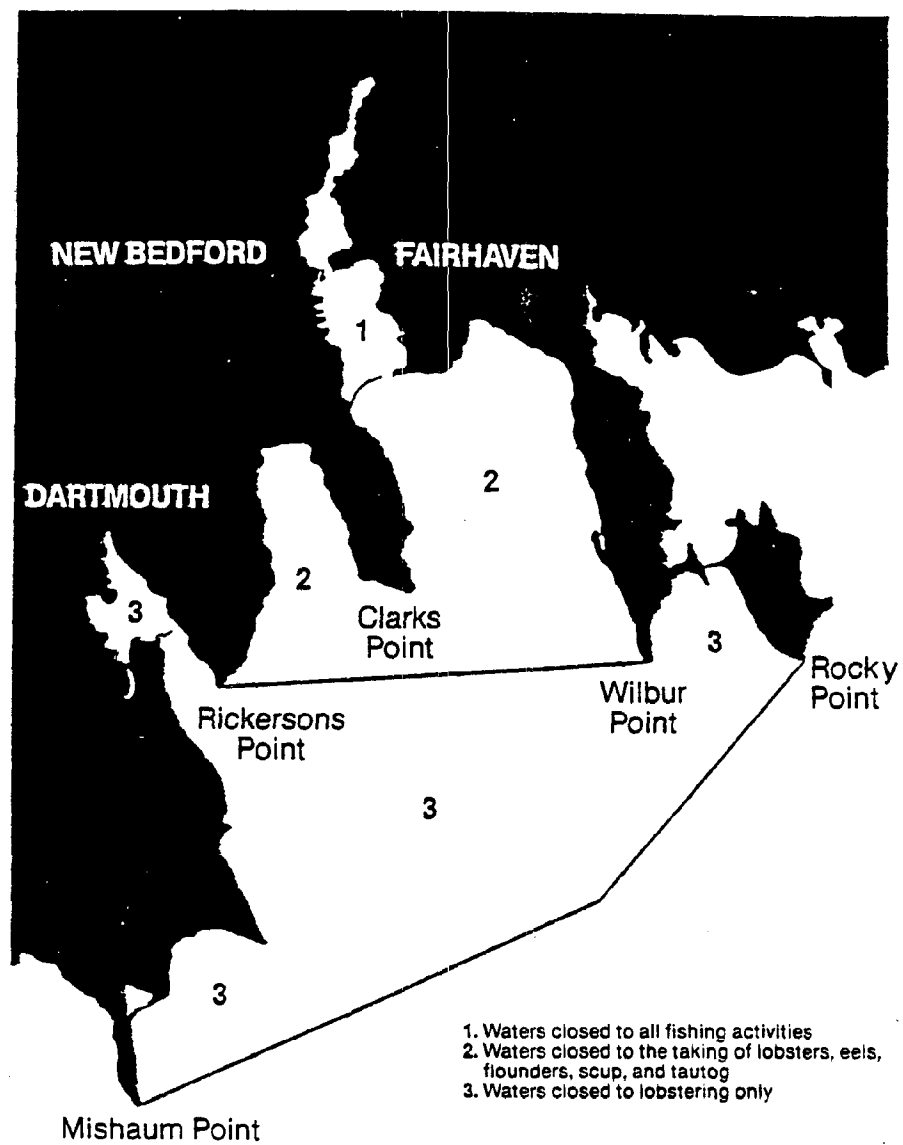 NEW BEDFORD
FAIRHAVEN
1
2
DARTMOUTH
2
3
Clarks
Point
3
Rocky
Point
Wilbur
Point
Rickersons
Point
3
3
1. Waters closed to all fishing activities
2. Waters closed to the taking of lobsters, eels,
flounders, scup, and tautog
3. Waters closed to lobstering only
Mishaum Point